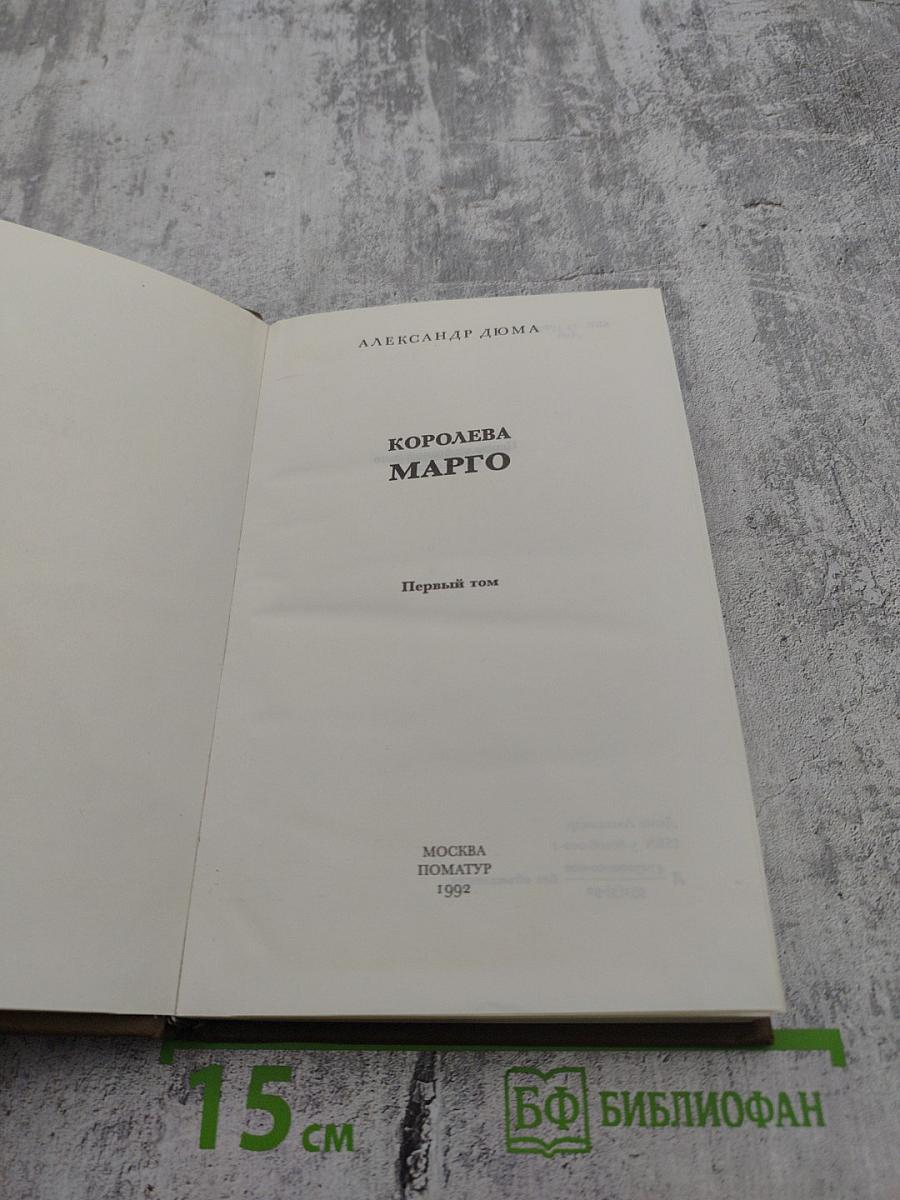 АЛЕКСАНДР ДЮМА
КОРОЛЕВА
МАРГО
Первый том
МОСКВА
ПОМАТУР
1992
15 см
БФ БИБЛИОФАН